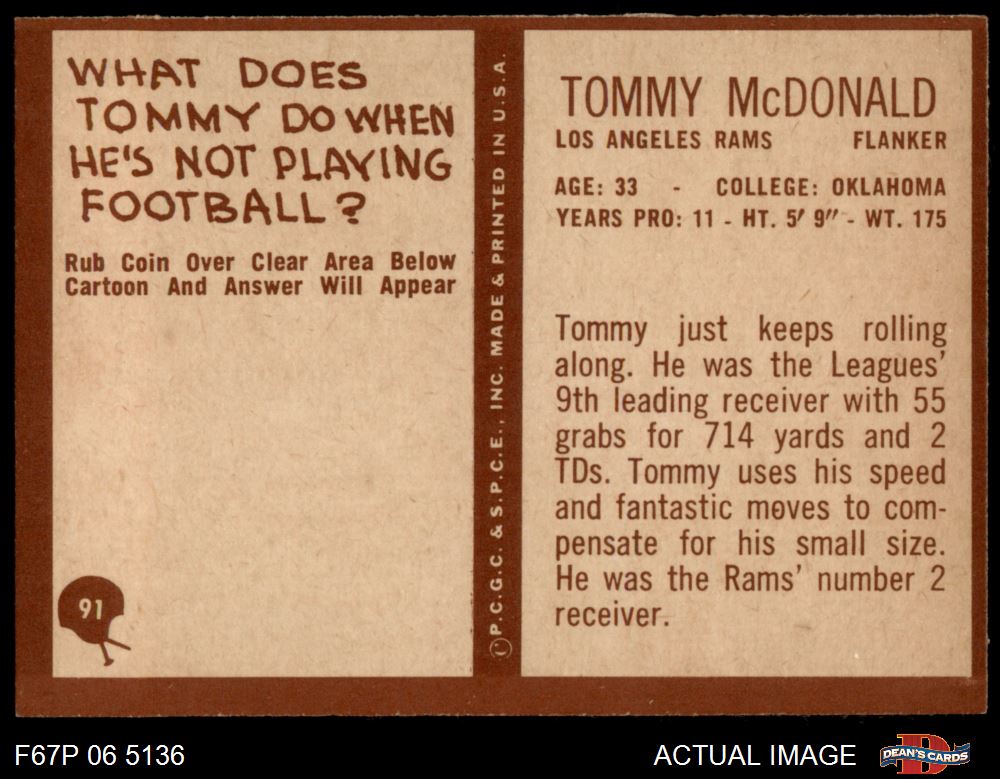 WHAT DOES
TOMMY DO WHEN
HE'S NOT PLAYING
FOOTBALL?
Rub Coin Over Clear Area Below
Cartoon And Answer Will Appear
91
©P.C.G.C. & S.P.C.E., INC. MADE & PRINTED IN U.S.A.
TOMMY McDONALD
LOS ANGELES RAMS FLANKER
AGE: 33 - COLLEGE: OKLAHOMA
YEARS PRO: 11 - HT. 5' 9" - WT. 175
Tommy just keeps rolling
along. He was the Leagues'
9th leading receiver with 55
grabs for 714 yards and 2
TDs. Tommy uses his speed
and fantastic moves to com-
pensate for his small size.
He was the Rams' number 2
receiver.
F67P 06 5136
ACTUAL IMAGE
DEAN'S CARDS